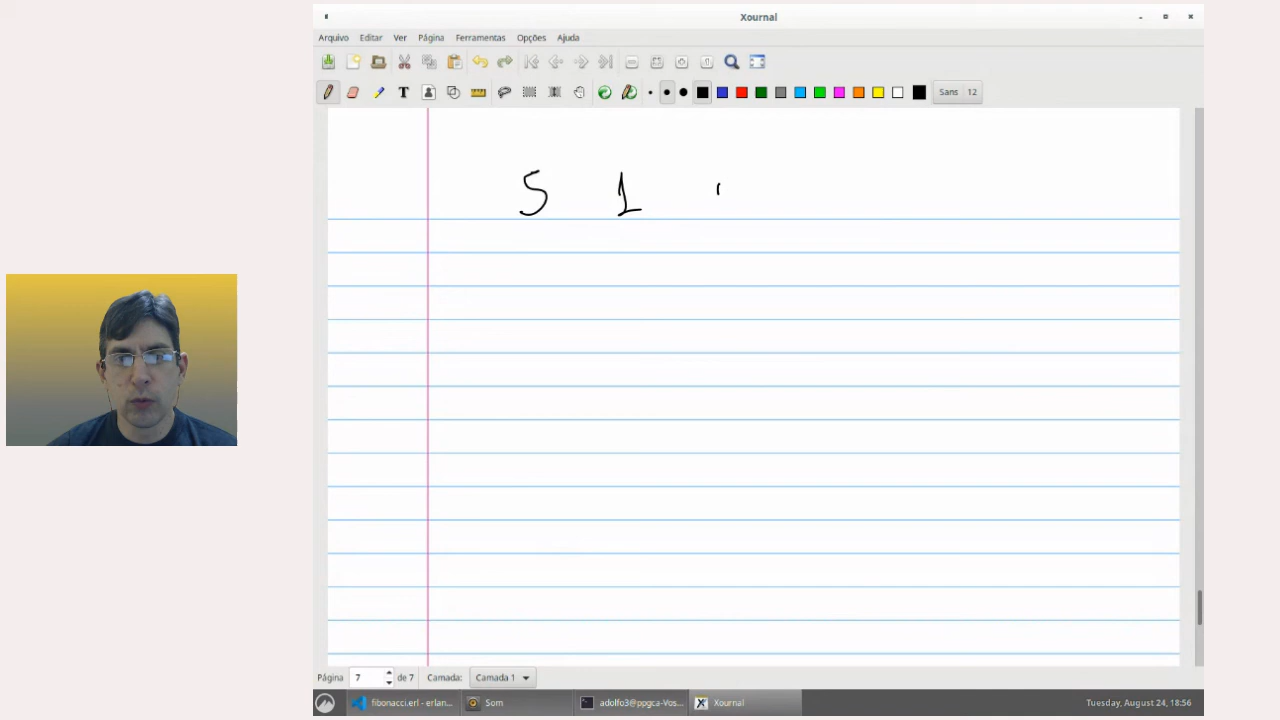 Xournal
Arquivo Editar Ver Página Ferramentas Opções Ajuda
Sans 12
5 1
Página 7 de 7 Camada: Camada 1
fibonacci.erl - erlan... Som adolfo3@ppgca-Vos... Xournal Tuesday, August 24, 18:56